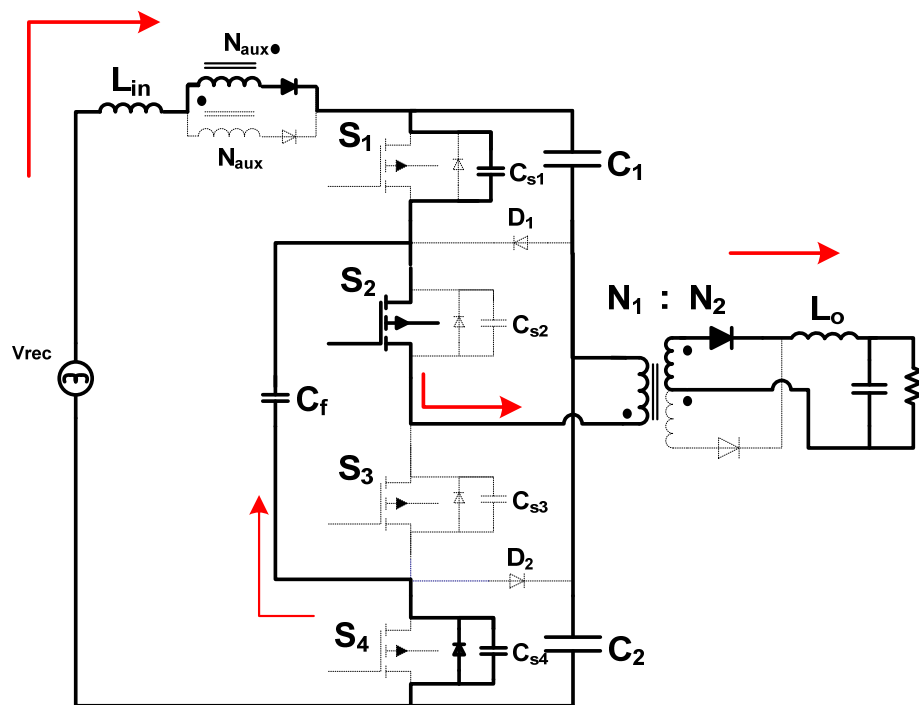 Naux
Lin
Naux
S1
Cs1
C1
D1
S2
Cs2
N1 : N2
Lo
Vrec
Cf
S3
Cs3
D2
S4
Cs4
C2